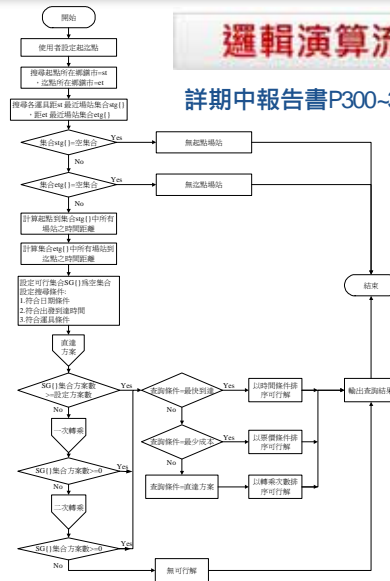 開始
邏輯演算流
詳期中報告書P300~3
使用者設定起迄點
搜尋起點所在鄉鎮市=st
、迄點所在鄉鎮市=et
搜尋各運具距st 最近場站集合stg{}
、距et 最近場站集合etg{}
集合stg{}=空集合
Yes
無起點場站
No
集合etg{}=空集合
Yes
無迄點場站
No
計算起點到集合stg{}中所有
場站之時間距離
計算集合etg{}中所有場站到
迄點之時間距離
設定可行集合SG{}為空集合
設定搜尋條件:
1.符合日期條件
2.符合出發到達時間
3.符合運具條件
結束
直達
方案
SG{}集合方案數
>=設定方案數
Yes
查詢條件=最快到達
Yes
以時間條件排
序可行解
輸出查詢結果
No
No
一次轉乘
查詢條件=最少成本
Yes
以票價條件排
序可行解
No
SG{}集合方案數>=0
Yes
查詢條件=直達方案
以轉乘次數排
序可行解
No
二次轉乘
SG{}集合方案數>=0
Yes
No
無可行解